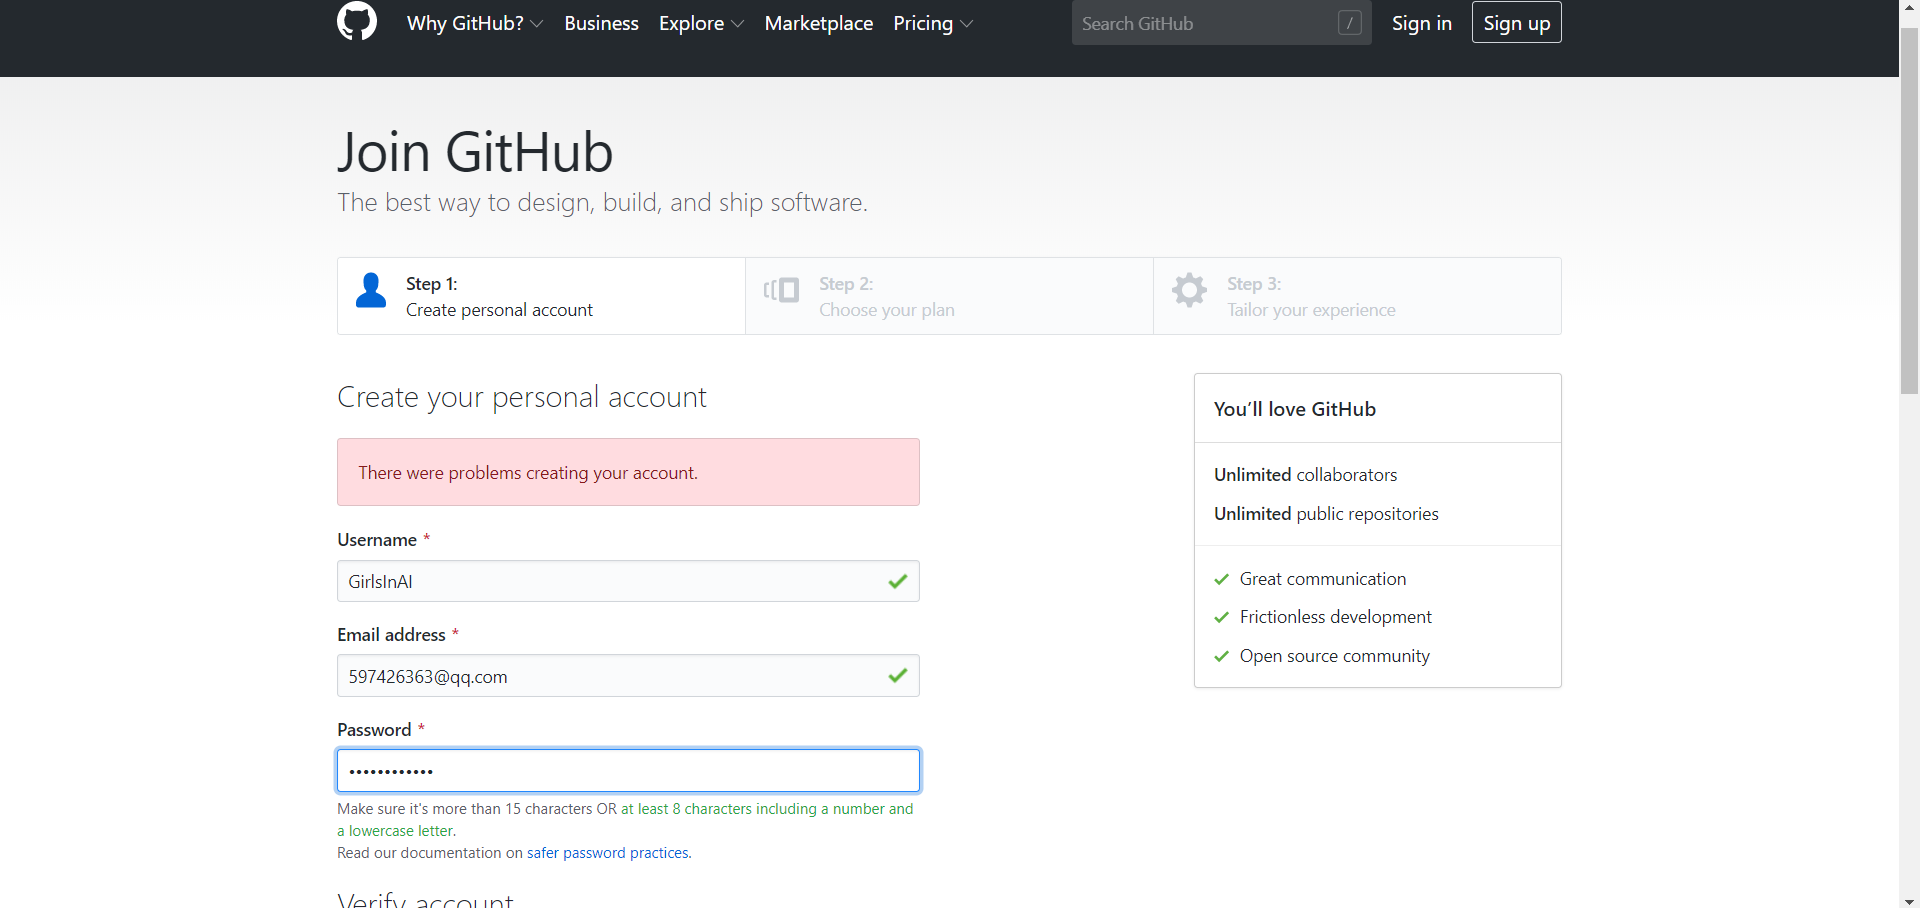 Why GitHub? Business Explore Marketplace Pricing Search GitHub / Sign in Sign up
Join GitHub
The best way to design, build, and ship software.
Step 1:
Create personal account
Step 2:
Choose your plan
Step 3:
Tailor your experience
Create your personal account
There were problems creating your account.
Username *
GirlsInAI
Email address *
597426363@qq.com
Password *
••••••••••••
Make sure it's more than 15 characters OR at least 8 characters including a number and
a lowercase letter.
Read our documentation on safer password practices.
Verify account
You’ll love GitHub
Unlimited collaborators
Unlimited public repositories
Great communication
Frictionless development
Open source community